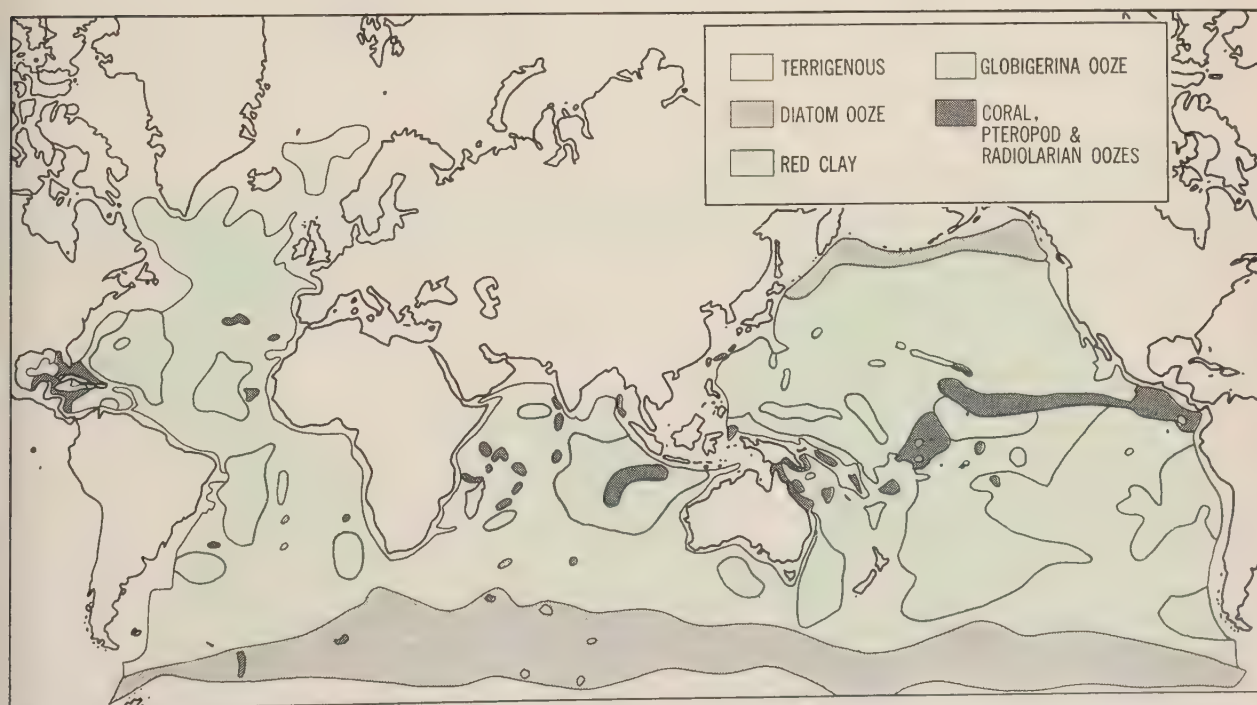 TERRIGENOUS
DIATOM OOZE
RED CLAY
GLOBIGERINA OOZE
CORAL,
PTEROPOD &
RADIOLARIAN OOZES